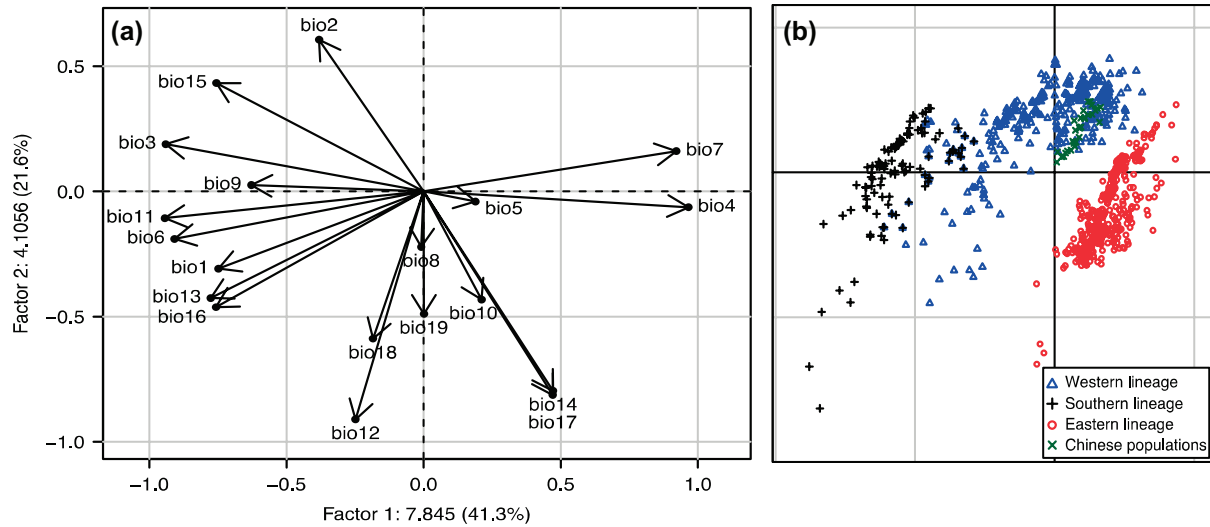 (a)
(b)
bio2
0.5
bio15
bio3
bio7
0.0
bio9
bio5
bio4
bio11
bio6
bio8
bio1
bio13
bio16
bio10
bio19
−0.5
bio18
bio14
bio17
bio12
−1.0
−1.0
−0.5
0.0
0.5
1.0
Factor 1: 7.845 (41.3%)
Factor 2: 4.1056 (21.6%)
Western lineage
Southern lineage
Eastern lineage
Chinese populations